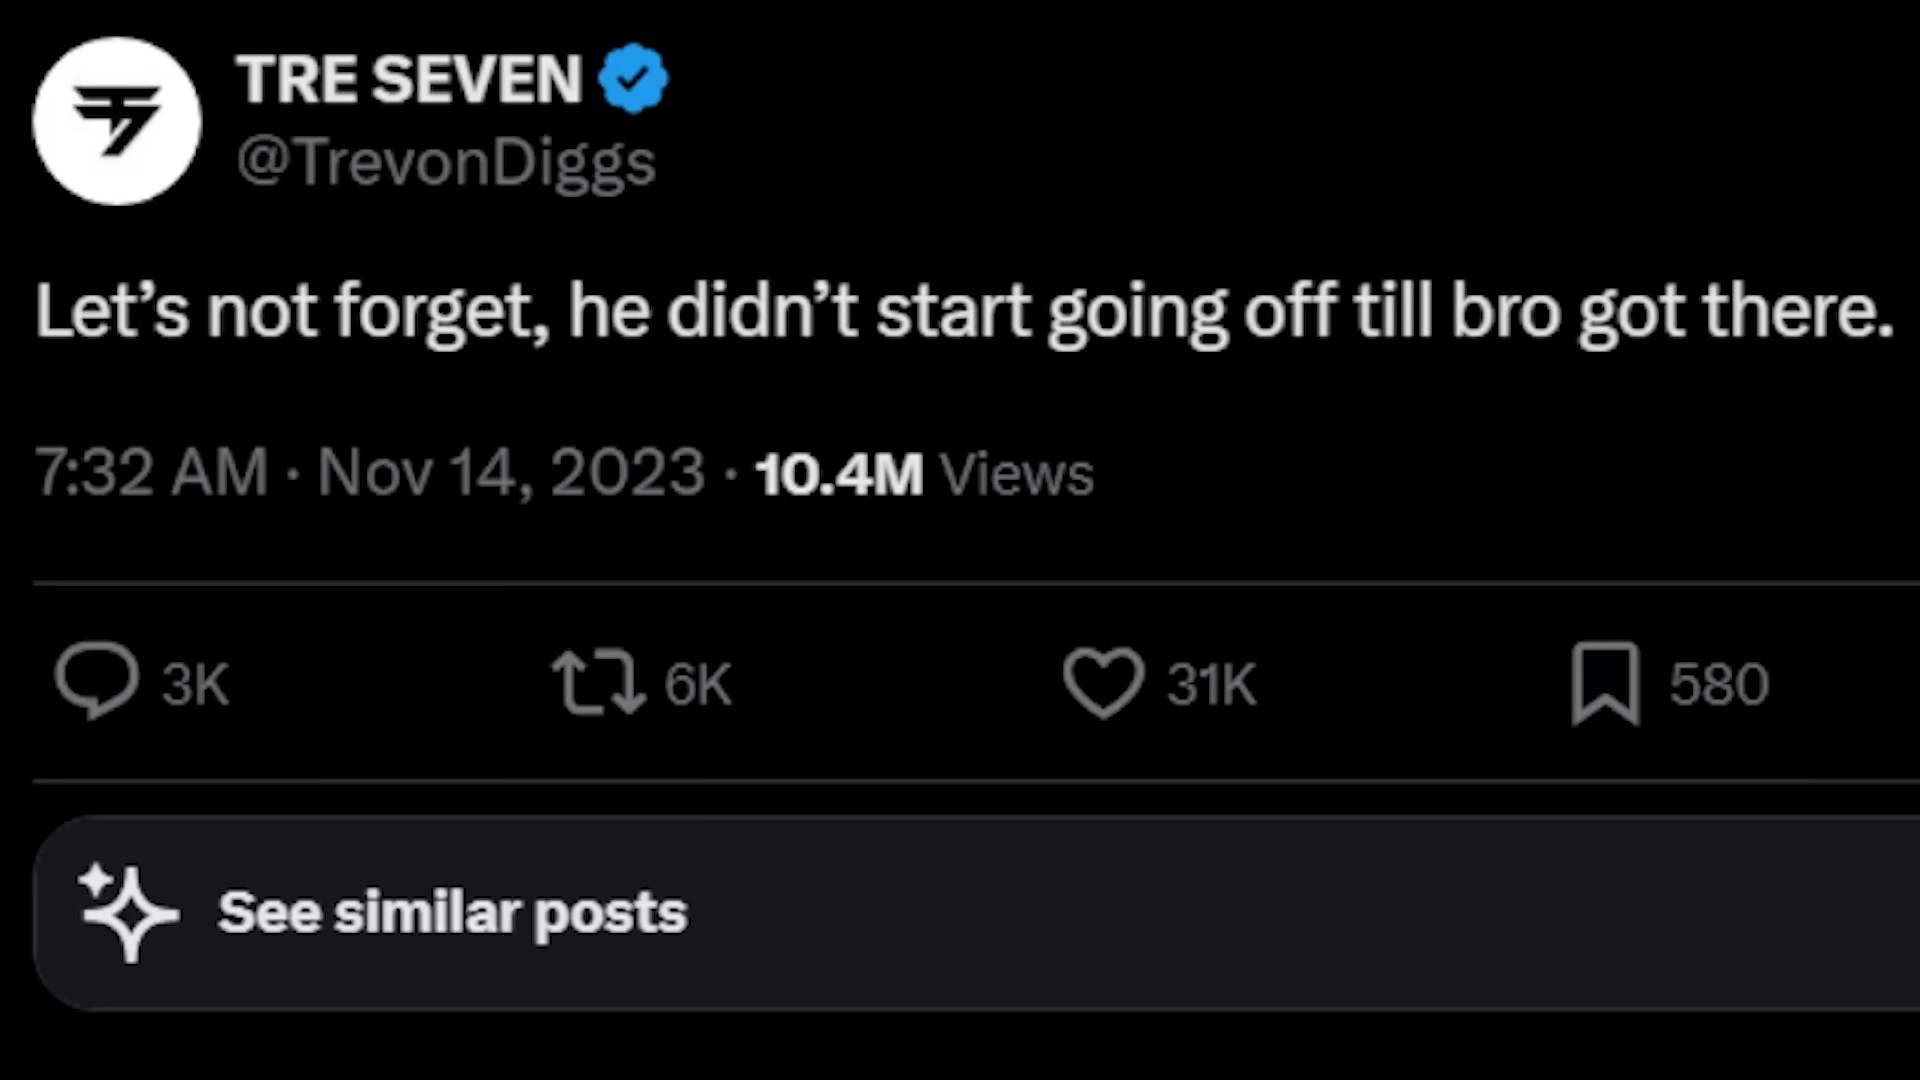 TRE SEVEN
@TrevonDiggs
Let’s not forget, he didn’t start going off till bro got there.
7:32 AM · Nov 14, 2023 · 10.4M Views
3K 6K 31K 580
See similar posts